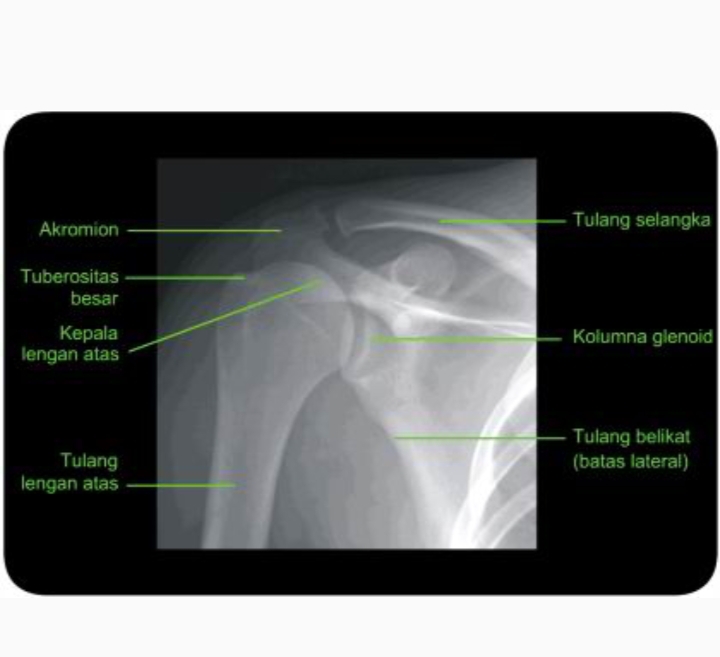 Akromion
Tuberositas
besar
Kepala
lengan atas
Tulang
lengan atas
Tulang selangka
Kolumna glenoid
Tulang belikat
(batas lateral)